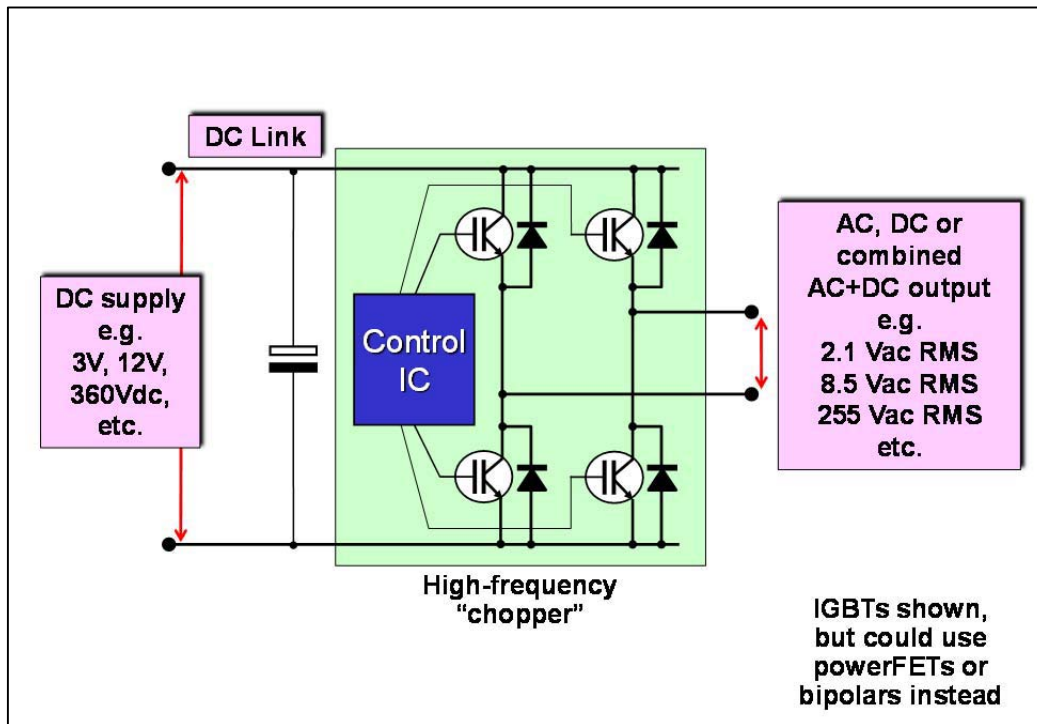 DC Link
DC supply
e.g.
3V, 12V,
360Vdc,
etc.
Control
IC
AC, DC or
combined
AC+DC output
e.g.
2.1 Vac RMS
8.5 Vac RMS
255 Vac RMS
etc.
High-frequency
“chopper”
IGBTs shown,
but could use
powerFETs or
bipolars instead